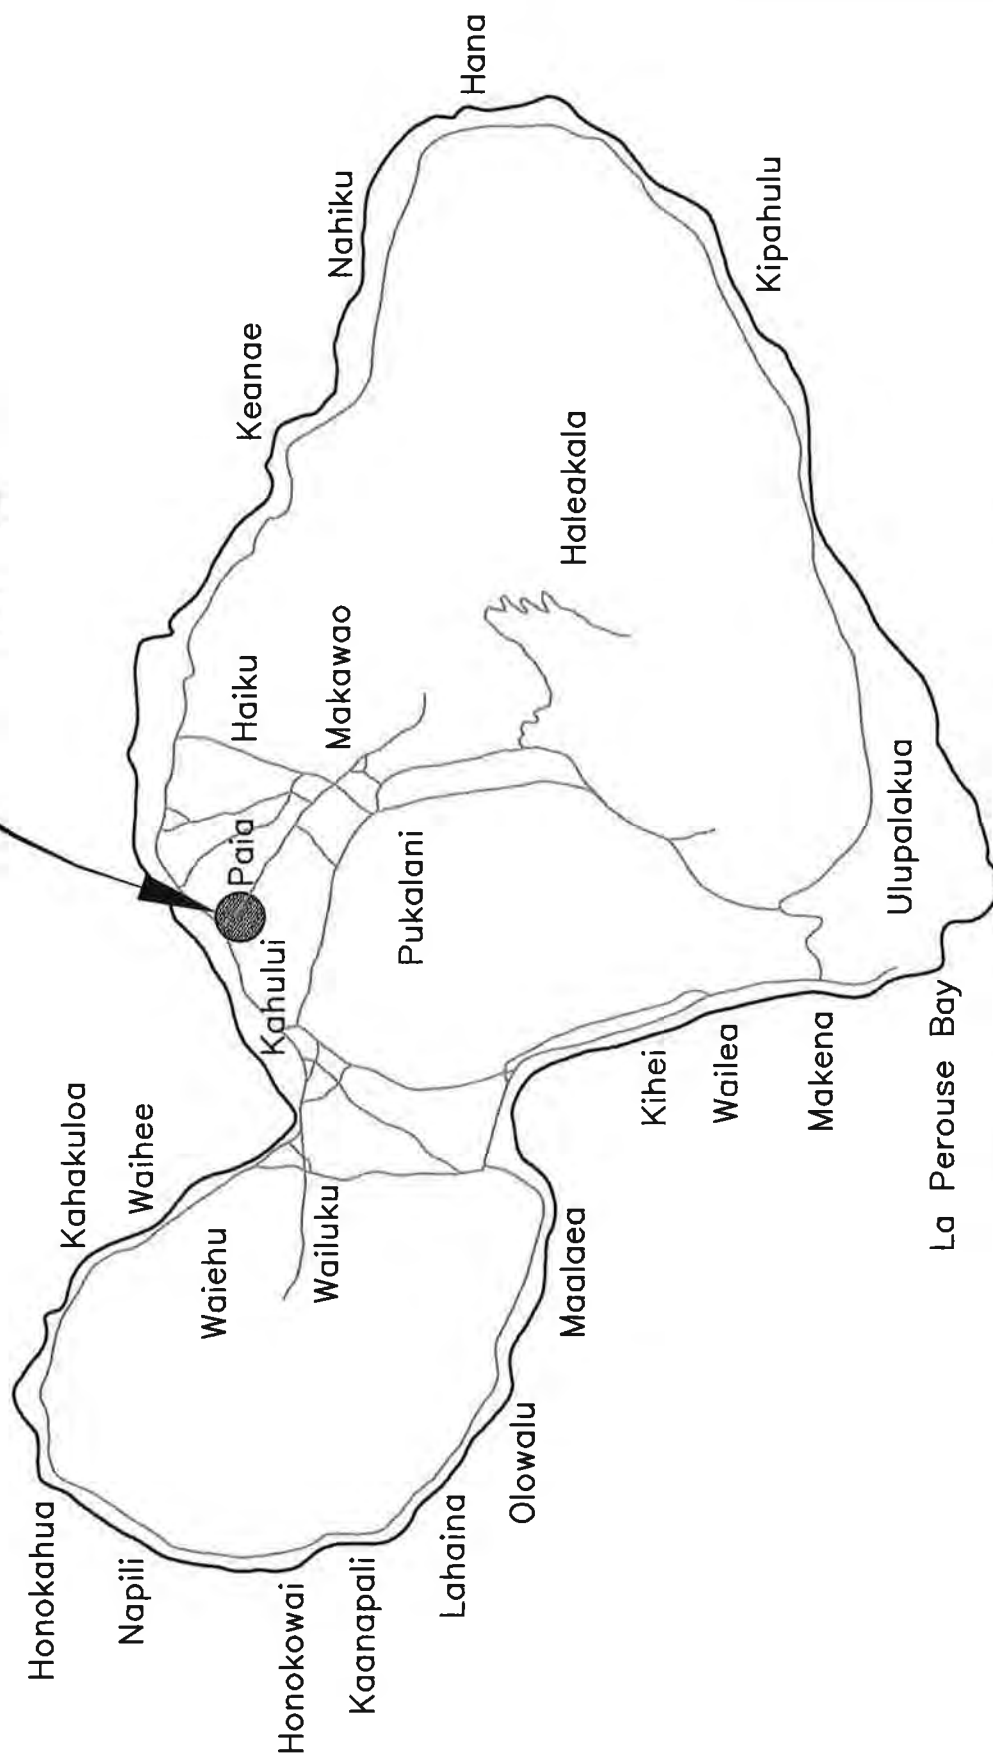 Honokahua
Kahakuloa
Napili
Waihee
Waiehu
Keanae
Haiku
Paia
Kahului
Nahiku
Makawao
Wailuku
Honokowai
Kaanapali
Pukalani
Hana
Lahaina
Olowalu
Haleakala
Maalaea
Kihei
Wailea
Kipahulu
Makena
Ulupalakua
La Perouse Bay